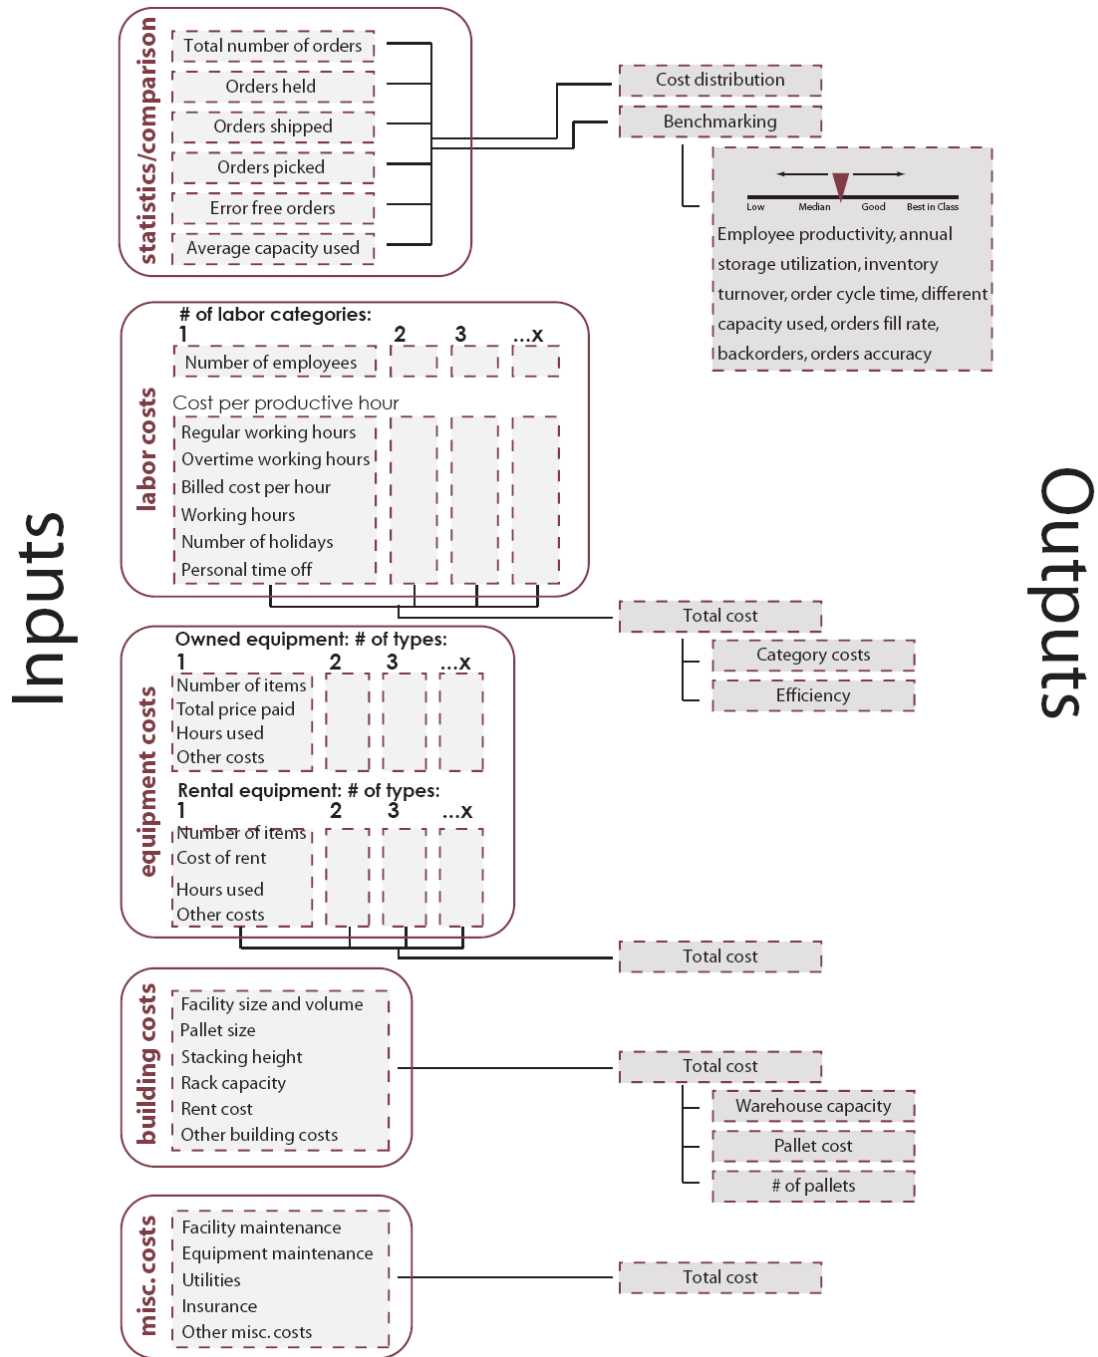 Inputs
statistics/comparison
Total number of orders
Orders held
Orders shipped
Orders picked
Error free orders
Average capacity used
Cost distribution
Benchmarking
Low Median Good Best in Class
Employee productivity, annual
storage utilization, inventory
turnover, order cycle time, different
capacity used, orders fill rate,
backorders, orders accuracy
labor costs
# of labor categories:
1 2 3 ...x
Number of employees
Cost per productive hour
Regular working hours
Overtime working hours
Billed cost per hour
Working hours
Number of holidays
Personal time off
Total cost
Category costs
Efficiency
equipment costs
Owned equipment: # of types:
1 2 3 ...x
Number of items
Total price paid
Hours used
Other costs
Rental equipment: # of types:
1 2 3 ...x
Number of items
Cost of rent
Hours used
Other costs
Total cost
building costs
Facility size and volume
Pallet size
Stacking height
Rack capacity
Rent cost
Other building costs
Total cost
Warehouse capacity
Pallet cost
# of pallets
misc. costs
Facility maintenance
Equipment maintenance
Utilities
Insurance
Other misc. costs
Total cost
Outputs